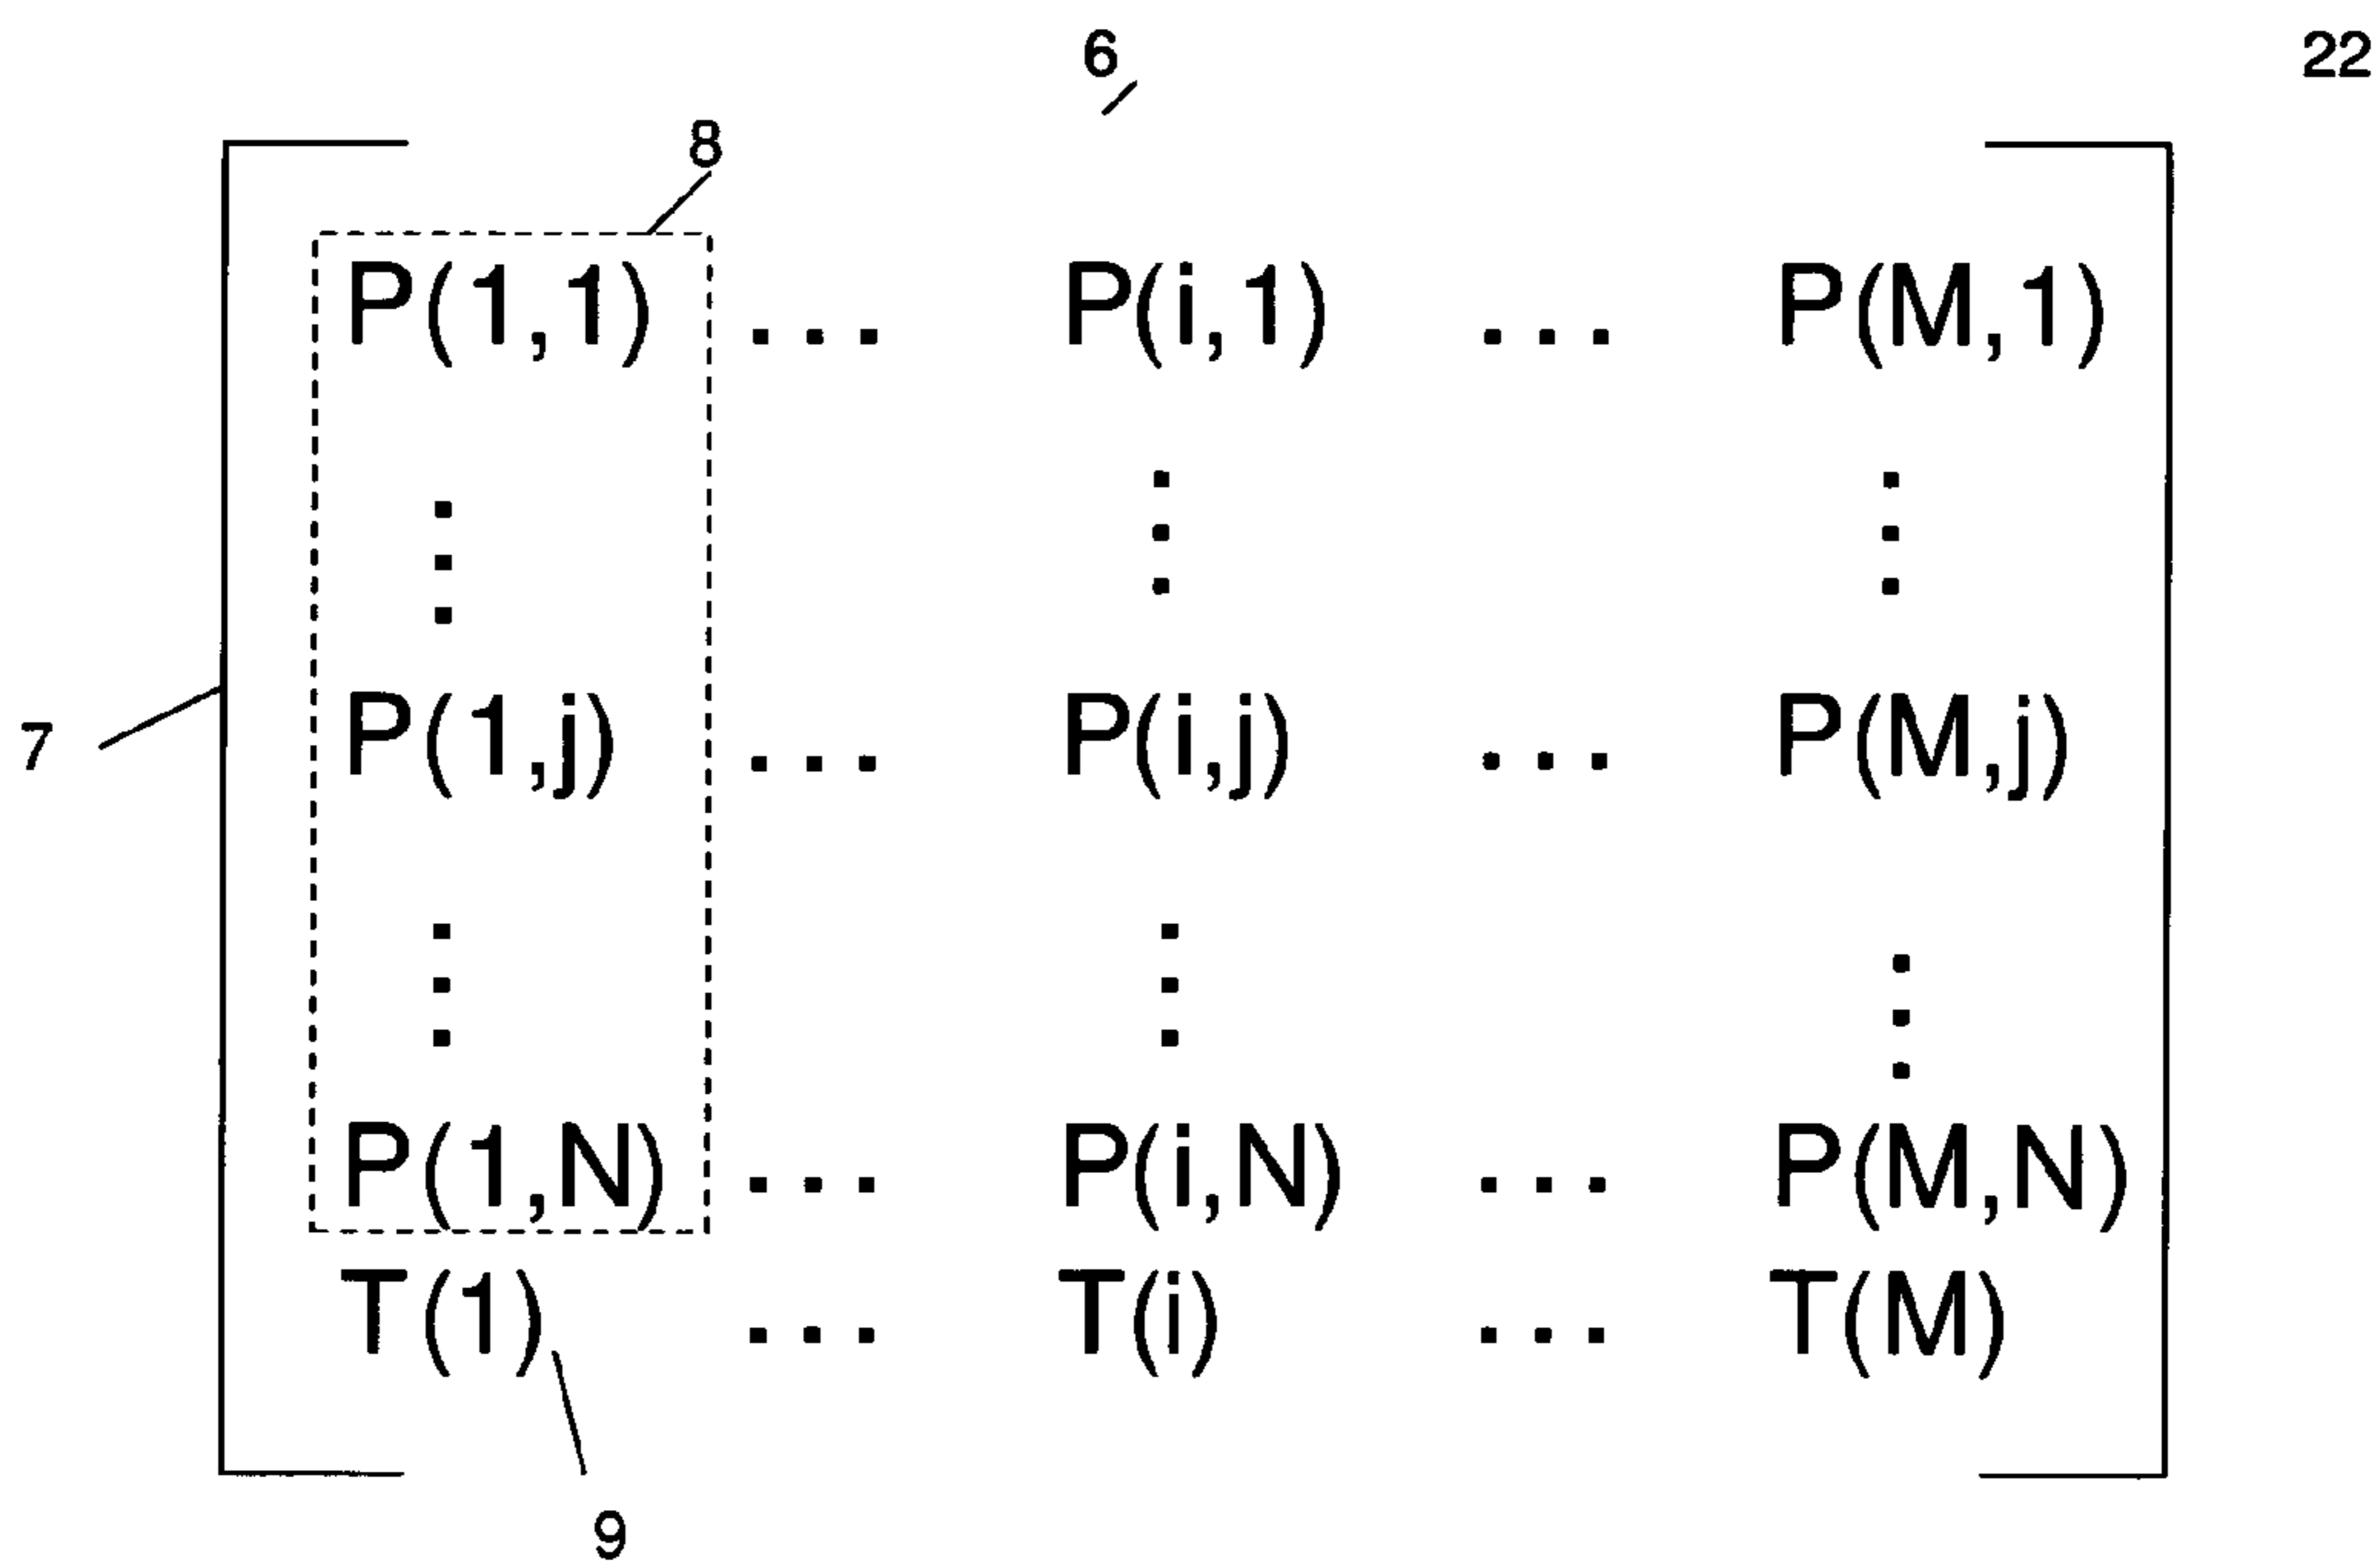 6 22
8
P(1,1) ... P(i,1) ... P(M,1)
7 P(1,j) ... P(i,j) ... P(M,j)
P(1,N) ... P(i,N) ... P(M,N)
T(1) ... T(i) ... T(M)
9